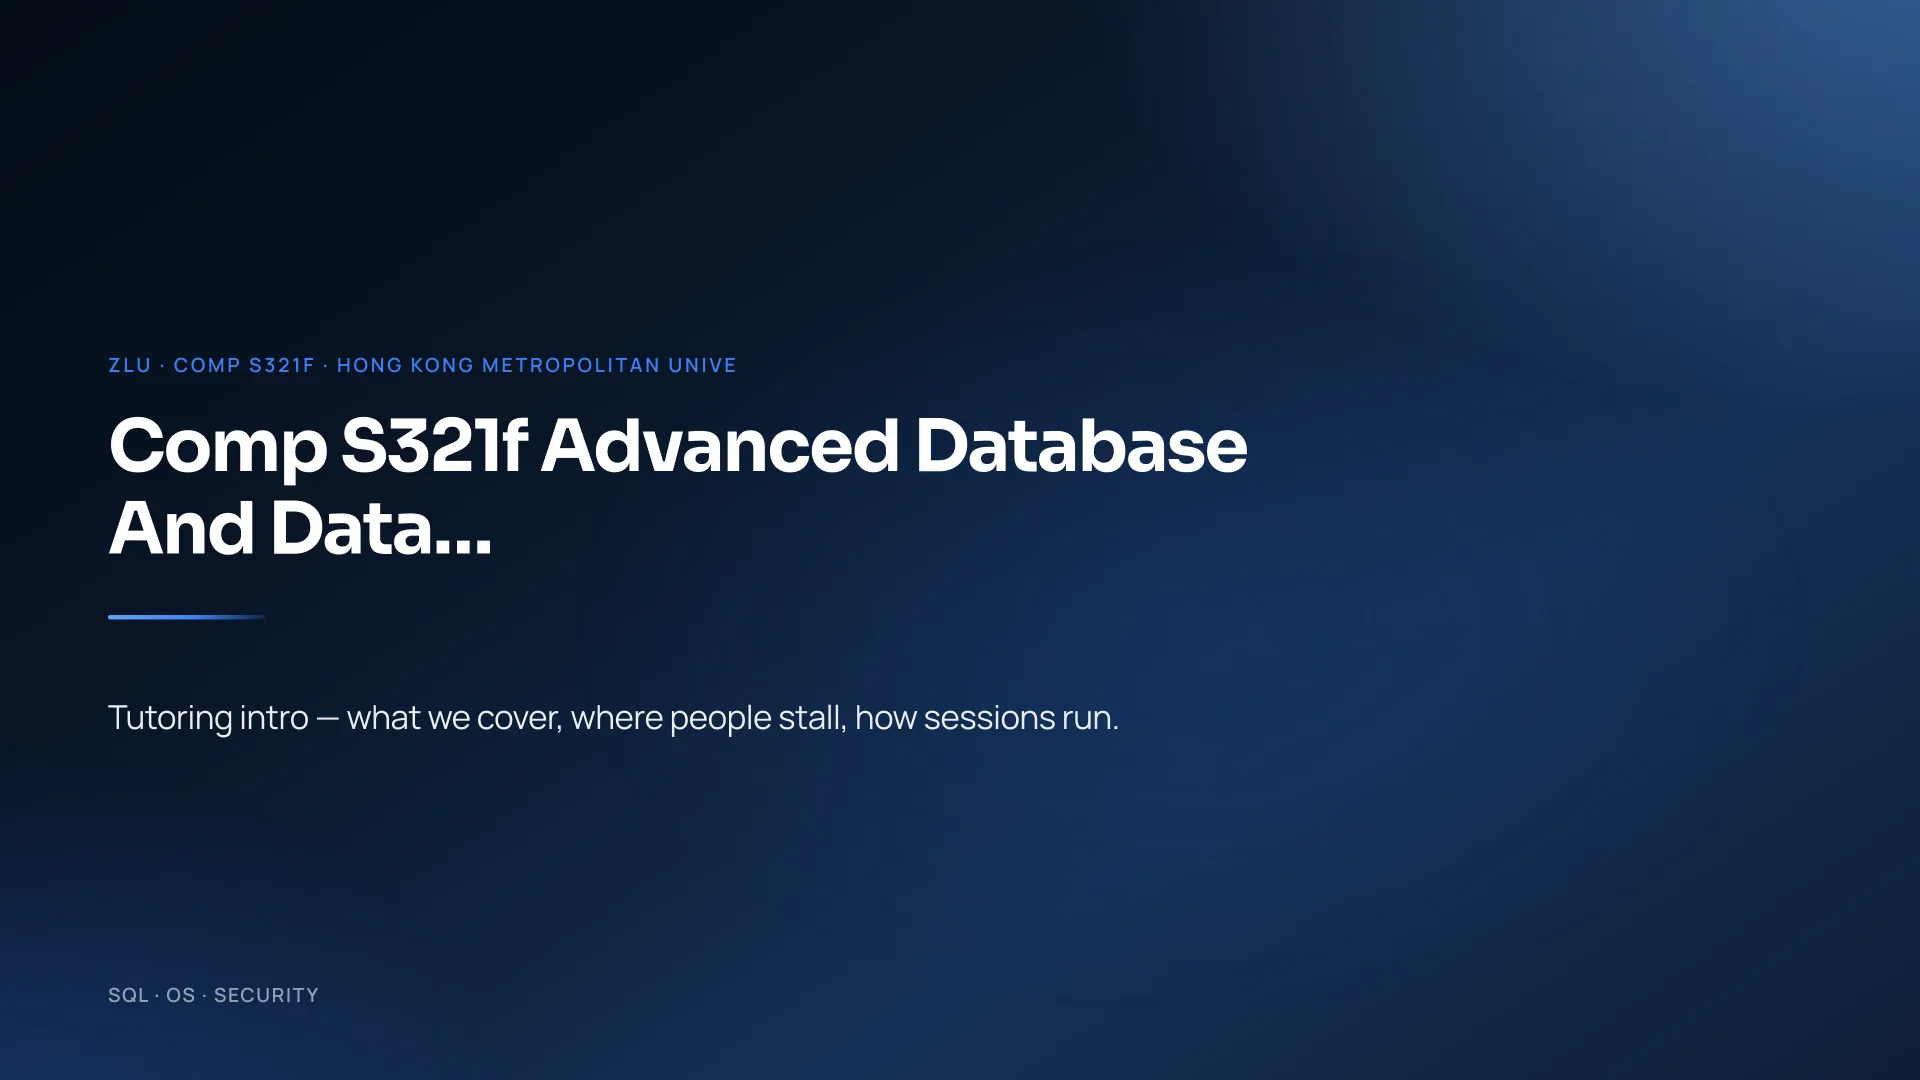 ZLU · COMP S321F · HONG KONG METROPOLITAN UNIVE
Comp S321f Advanced Database
And Data...
Tutoring intro — what we cover, where people stall, how sessions run.
SQL · OS · SECURITY